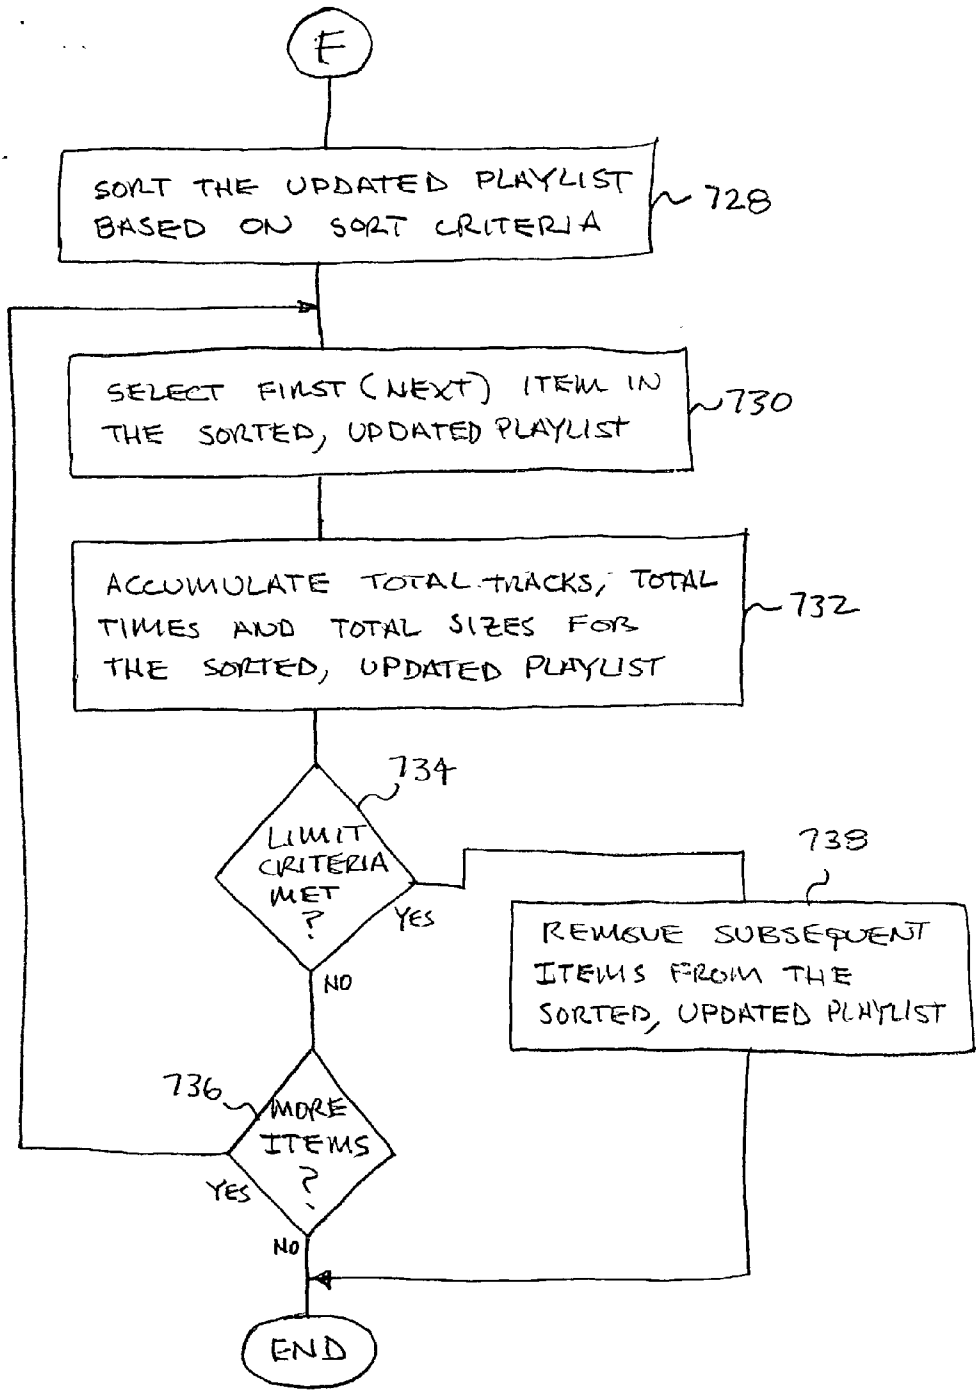 F
SORT THE UPDATED PLAYLIST
BASED ON SORT CRITERIA
728
SELECT FIRST (NEXT) ITEM IN
THE SORTED, UPDATED PLAYLIST
730
ACCUMULATE TOTAL TRACKS, TOTAL
TIMES AND TOTAL SIZES FOR
THE SORTED, UPDATED PLAYLIST
732
734
LIMIT
CRITERIA
MET
?
YES
NO
738
REMOVE SUBSEQUENT
ITEMS FROM THE
SORTED, UPDATED PLAYLIST
736
MORE
ITEMS
?
YES
NO
END